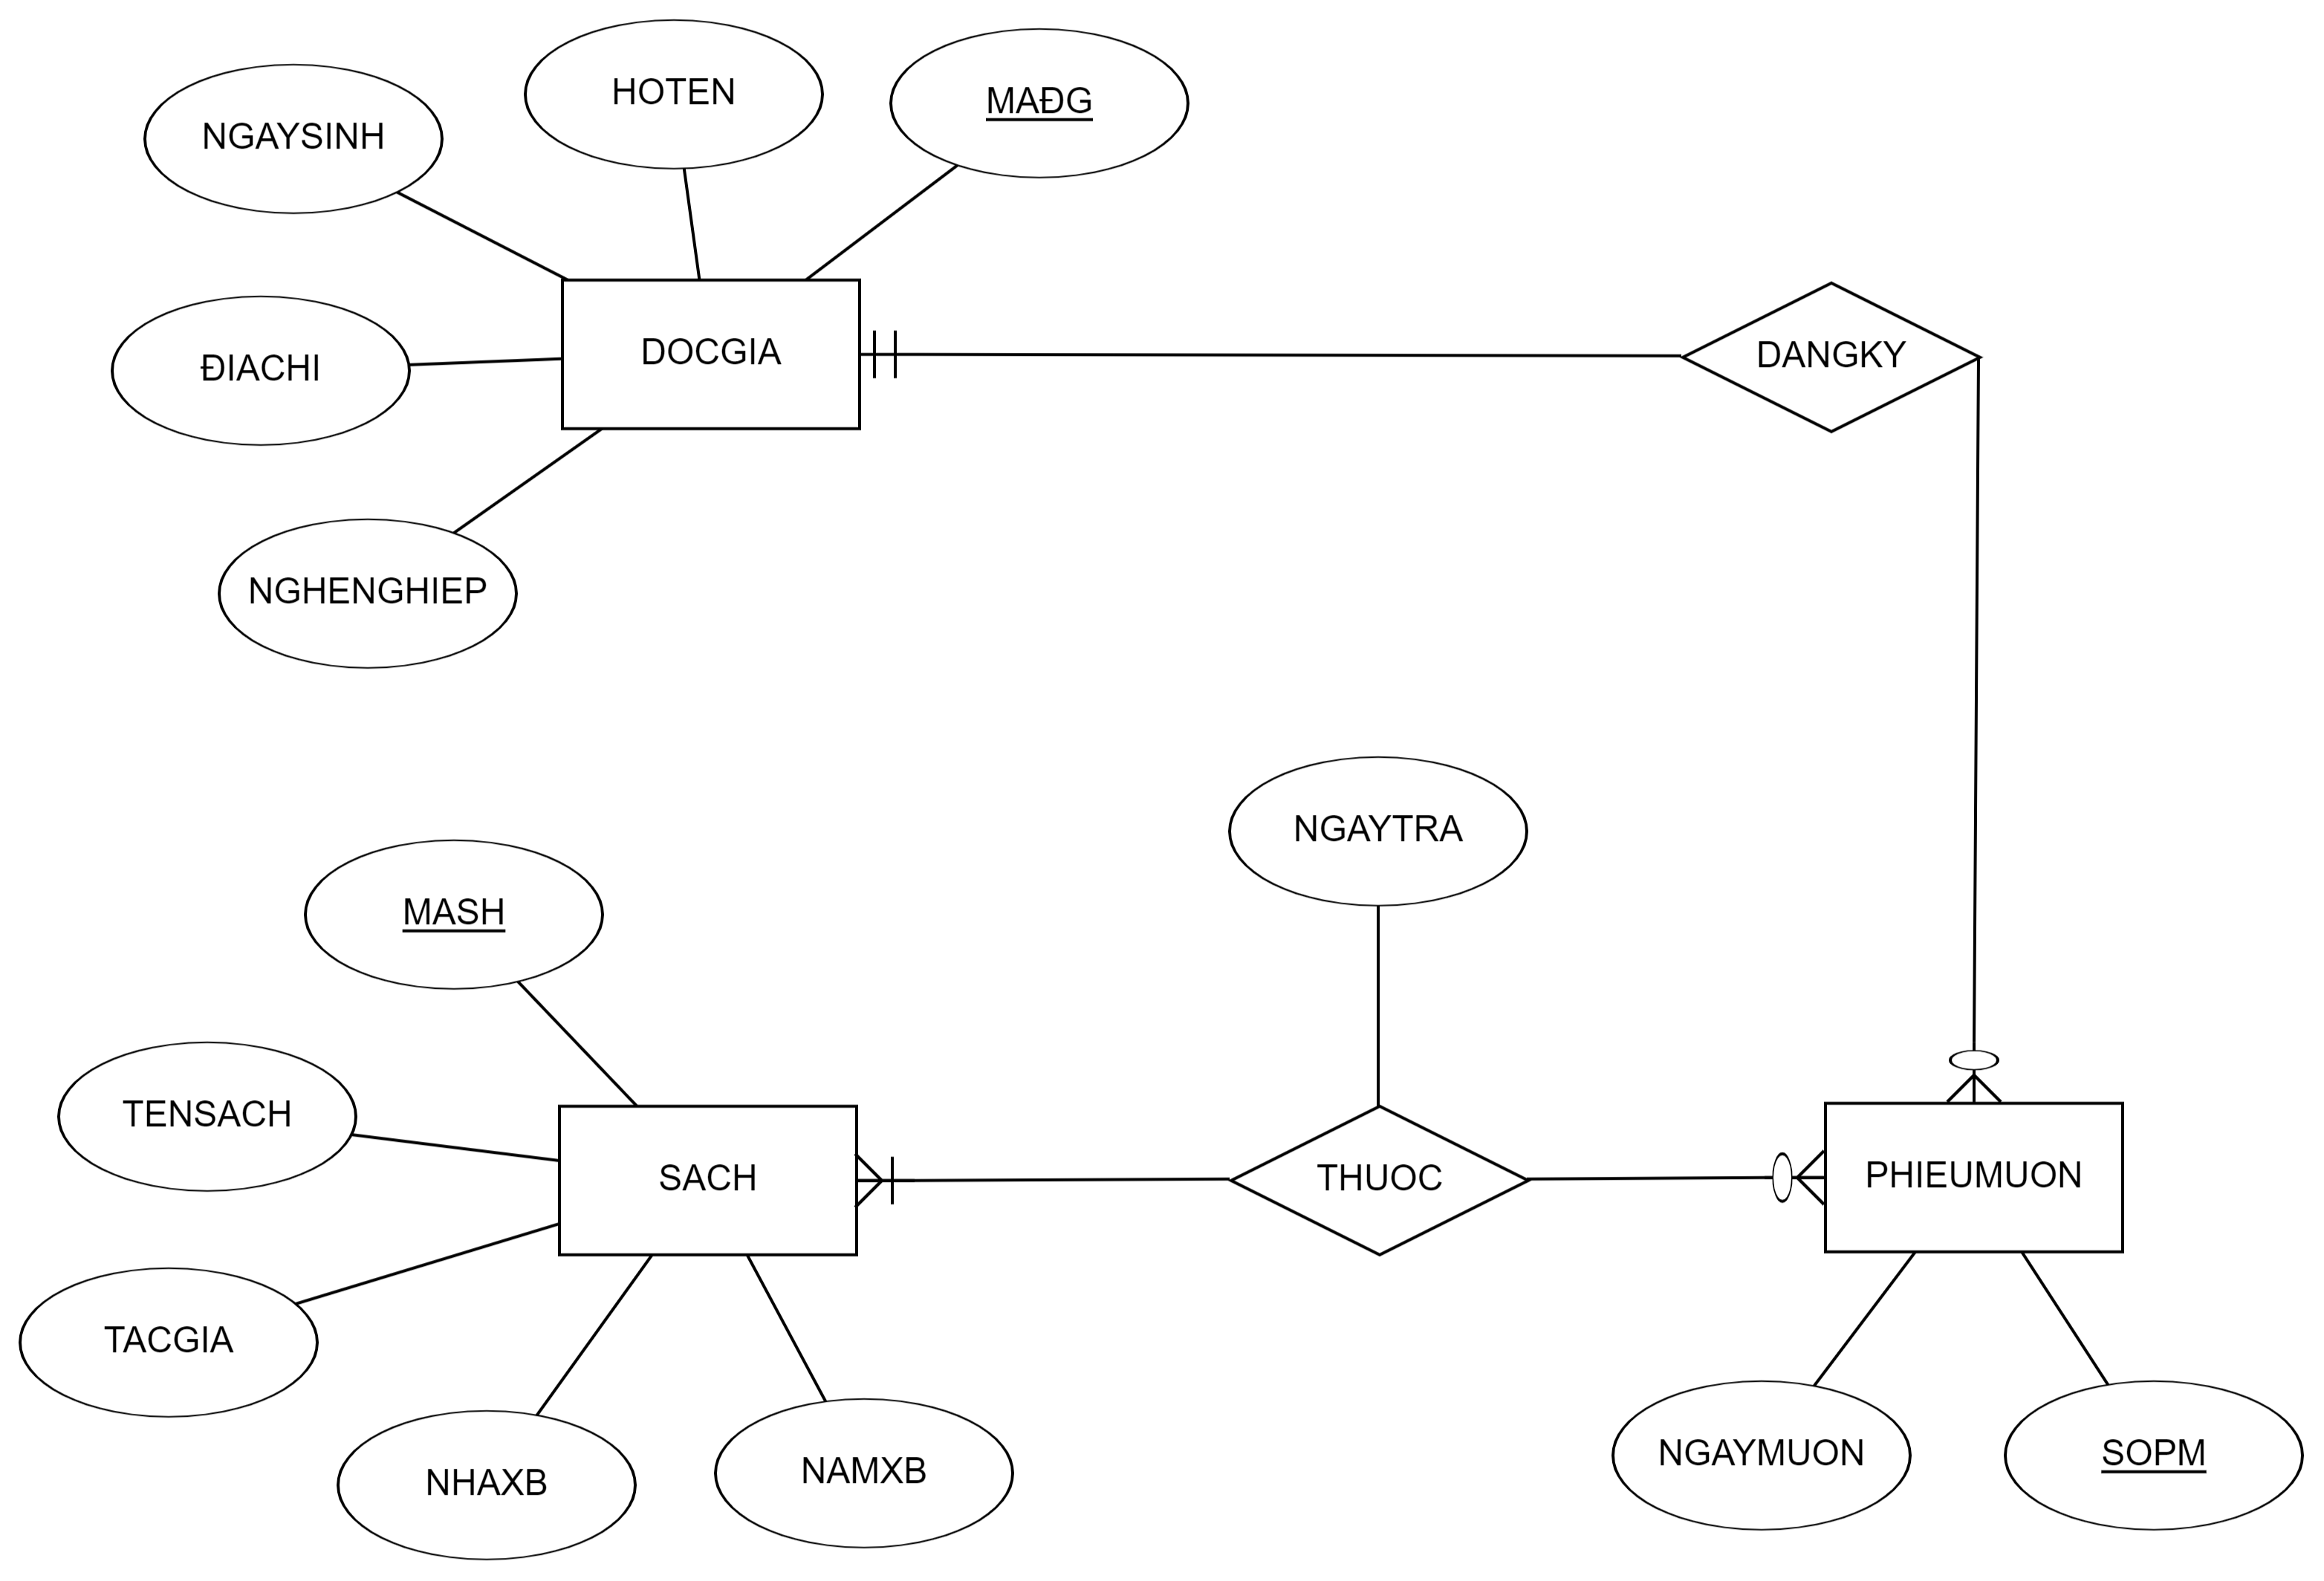 HOTEN
MAĐG
NGAYSINH
DOCGIA
DANGKY
ĐIACHI
NGHENGHIEP
NGAYTRA
MASH
TENSACH
SACH
THUOC
PHIEUMUON
TACGIA
NHAXB
NAMXB
NGAYMUON
SOPM